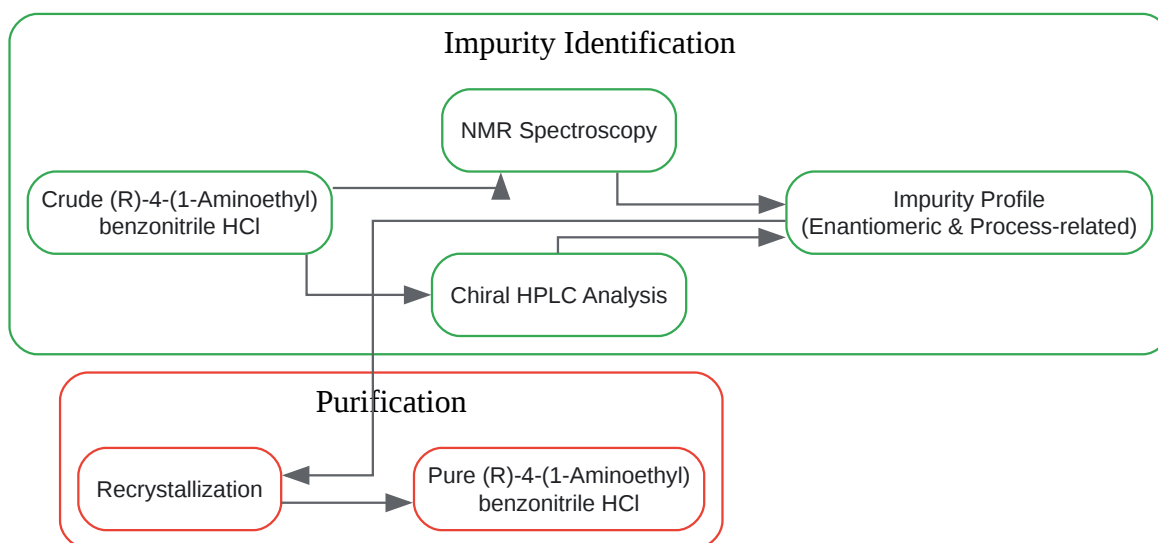 Impurity Identification
NMR Spectroscopy
Crude (R)-4-(1-Aminoethyl)
benzonitrile HCl
Impurity Profile
(Enantiomeric & Process-related)
Chiral HPLC Analysis
Purification
Recrystallization
Pure (R)-4-(1-Aminoethyl)
benzonitrile HCl